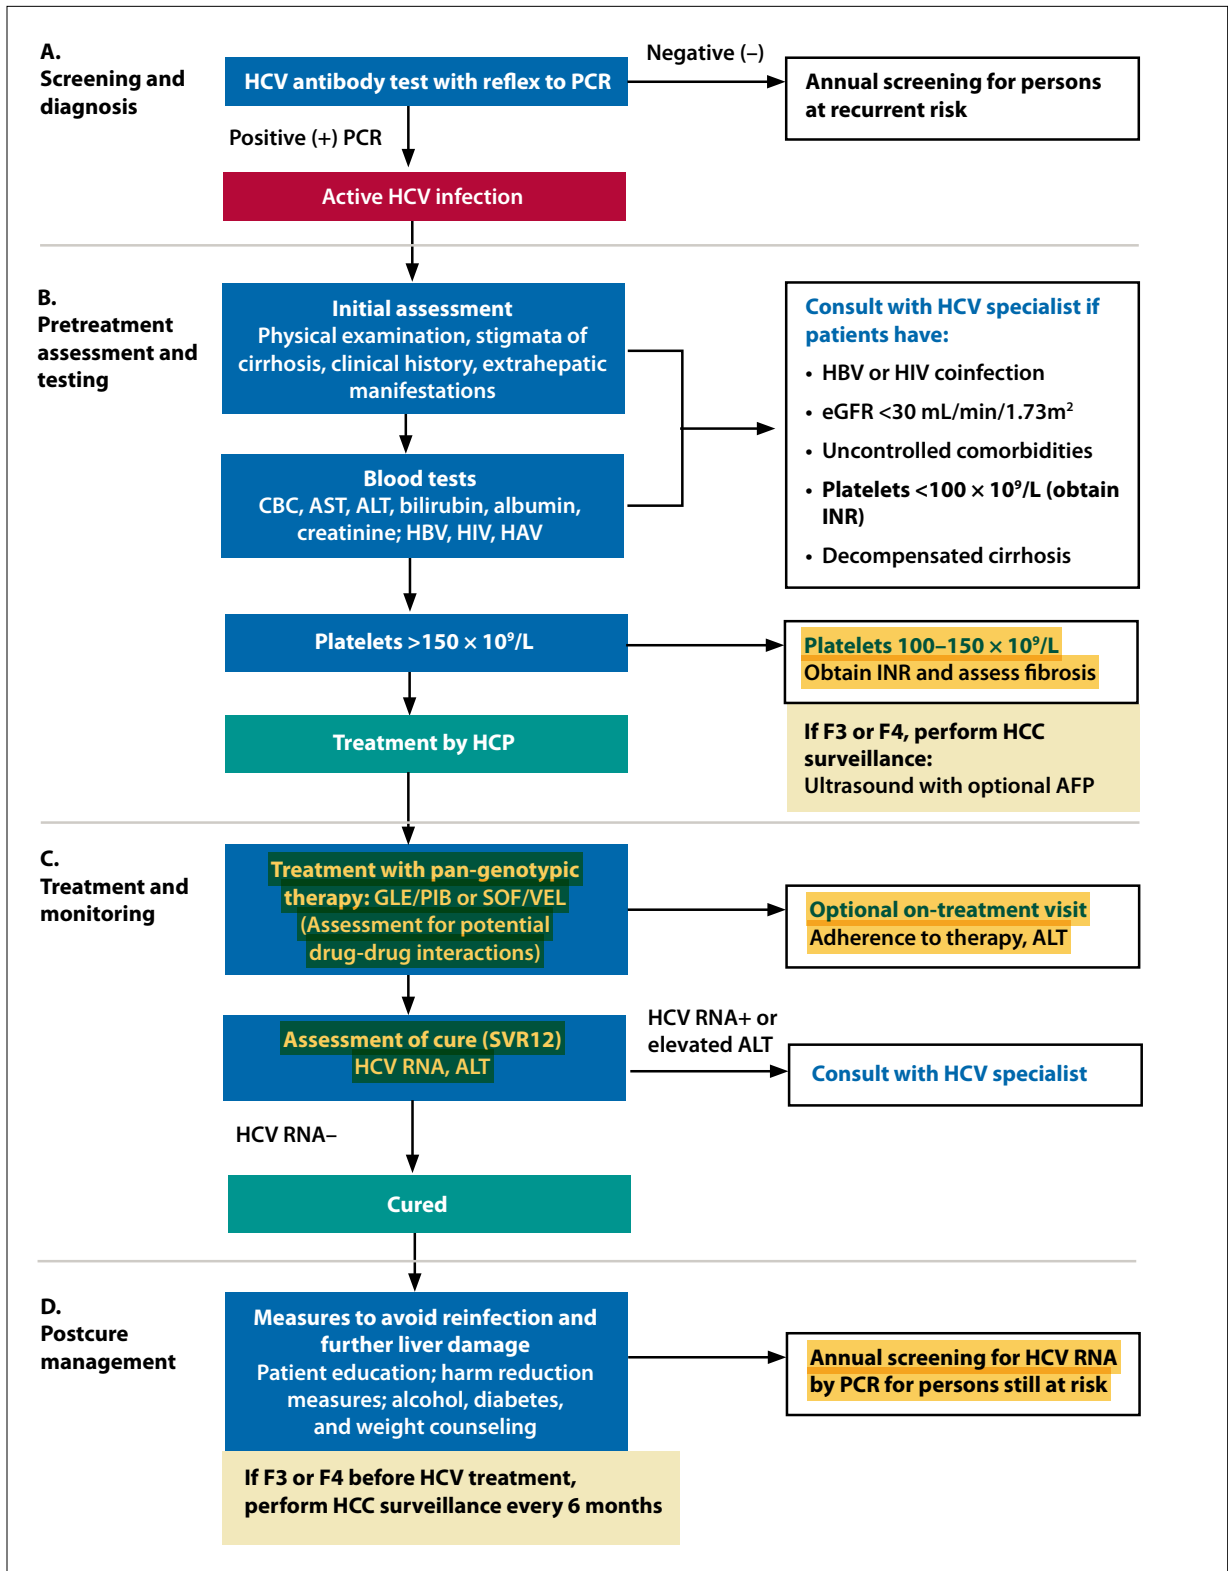 A.
Screening and
diagnosis
HCV antibody test with reflex to PCR
Negative (–)
Annual screening for persons
at recurrent risk
Positive (+) PCR
Active HCV infection
B.
Pretreatment
assessment and
testing
Initial assessment
Physical examination, stigmata of
cirrhosis, clinical history, extrahepatic
manifestations
Blood tests
CBC, AST, ALT, bilirubin, albumin,
creatinine; HBV, HIV, HAV
Consult with HCV specialist if
patients have:
• HBV or HIV coinfection
• eGFR <30 mL/min/1.73m²
• Uncontrolled comorbidities
• Platelets <100 × 10⁹/L (obtain
INR)
• Decompensated cirrhosis
Platelets >150 × 10⁹/L
Platelets 100–150 × 10⁹/L
Obtain INR and assess fibrosis
If F3 or F4, perform HCC
surveillance:
Ultrasound with optional AFP
Treatment by HCP
C.
Treatment and
monitoring
Treatment with pan-genotypic
therapy: GLE/PIB or SOF/VEL
(Assessment for potential
drug-drug interactions)
Optional on-treatment visit
Adherence to therapy, ALT
Assessment of cure (SVR12)
HCV RNA, ALT
HCV RNA+ or
elevated ALT
Consult with HCV specialist
HCV RNA–
Cured
D.
Postcure
management
Measures to avoid reinfection and
further liver damage
Patient education; harm reduction
measures; alcohol, diabetes,
and weight counseling
Annual screening for HCV RNA
by PCR for persons still at risk
If F3 or F4 before HCV treatment,
perform HCC surveillance every 6 months